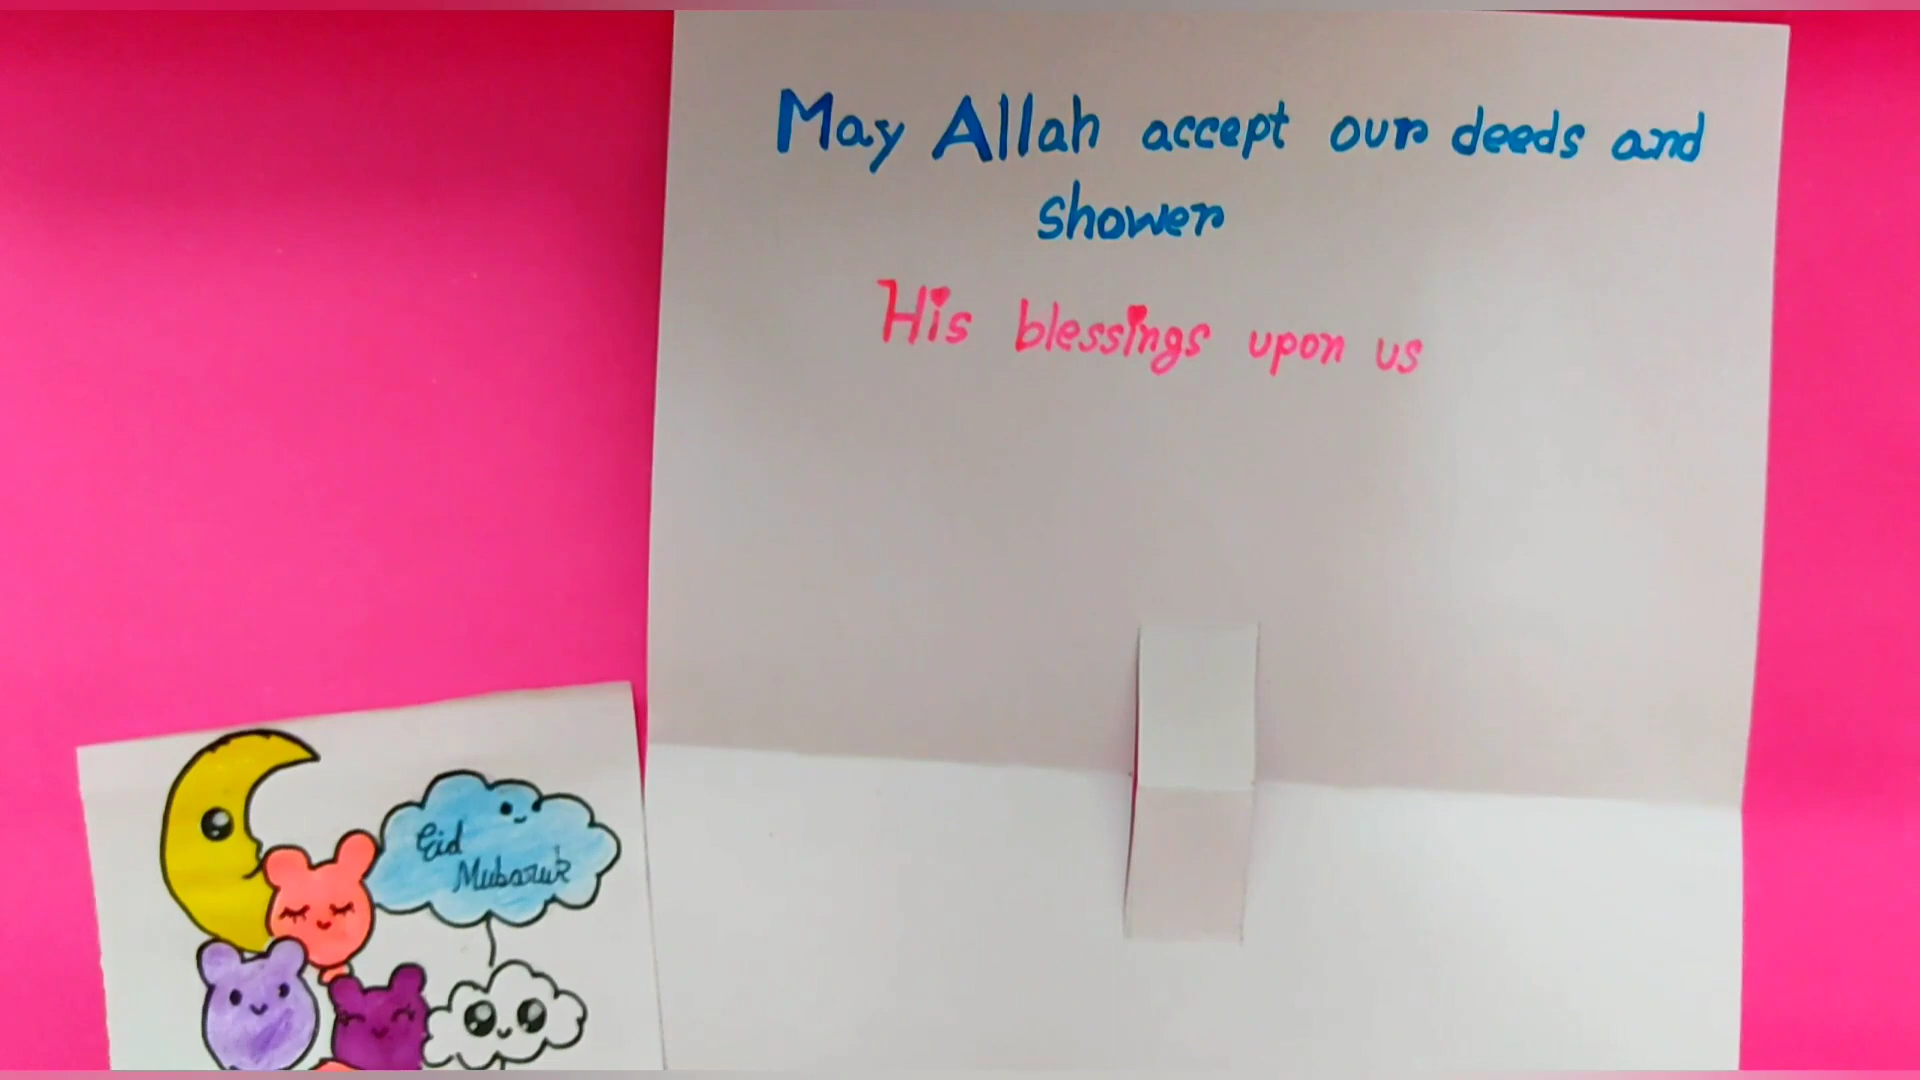 May Allah accept our deeds and
shower
His blessings upon us
Eid
Mubarak